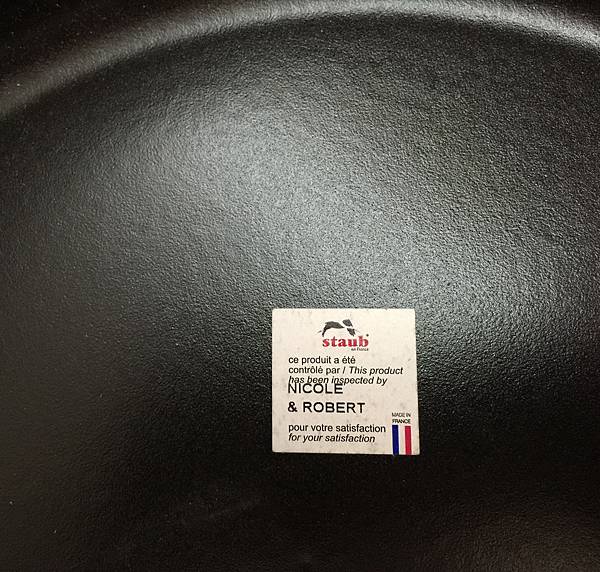 staub
en France
ce produit a été
contrôlé par / This product
has been inspected by
NICOLE
& ROBERT
pour votre satisfaction
for your satisfaction
MADE IN
FRANCE